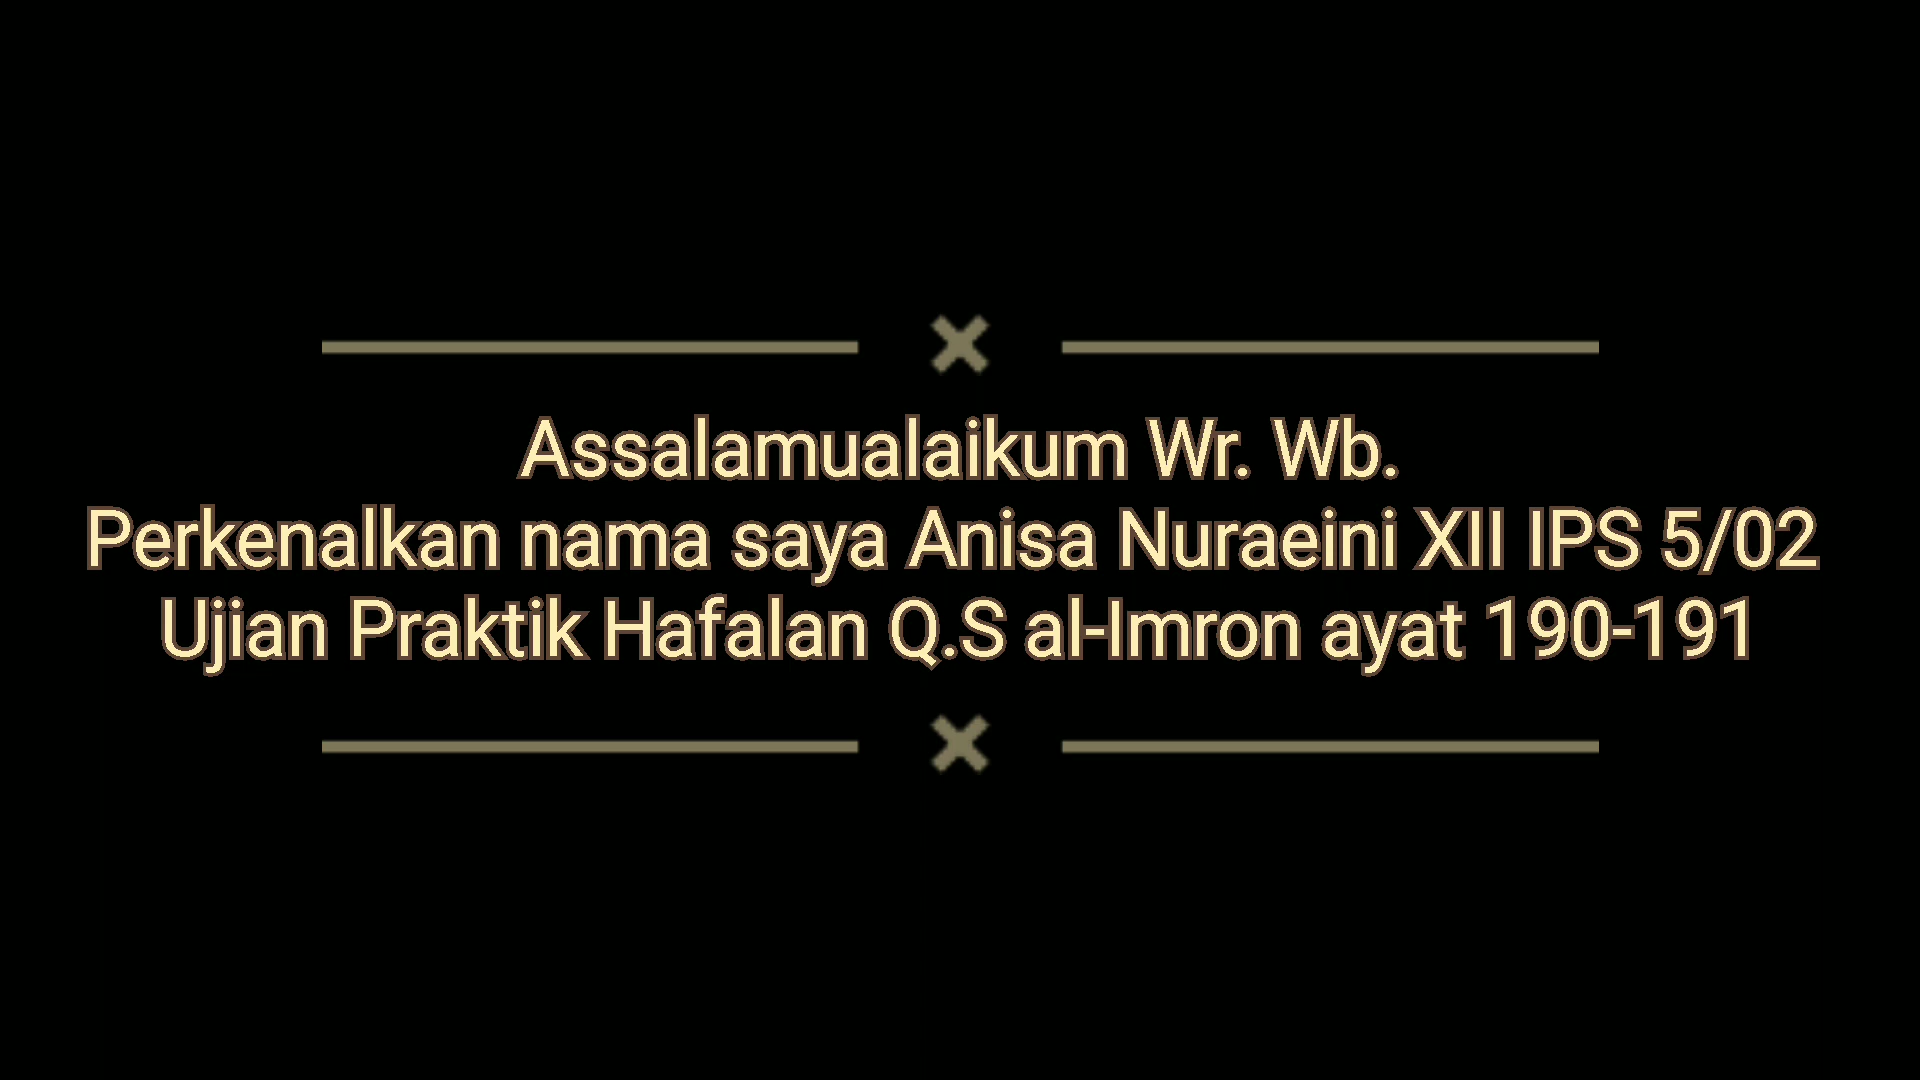 Assalamualaikum Wr. Wb.
Perkenalkan nama saya Anisa Nuraeini XII IPS 5/02
Ujian Praktik Hafalan Q.S al-Imron ayat 190-191